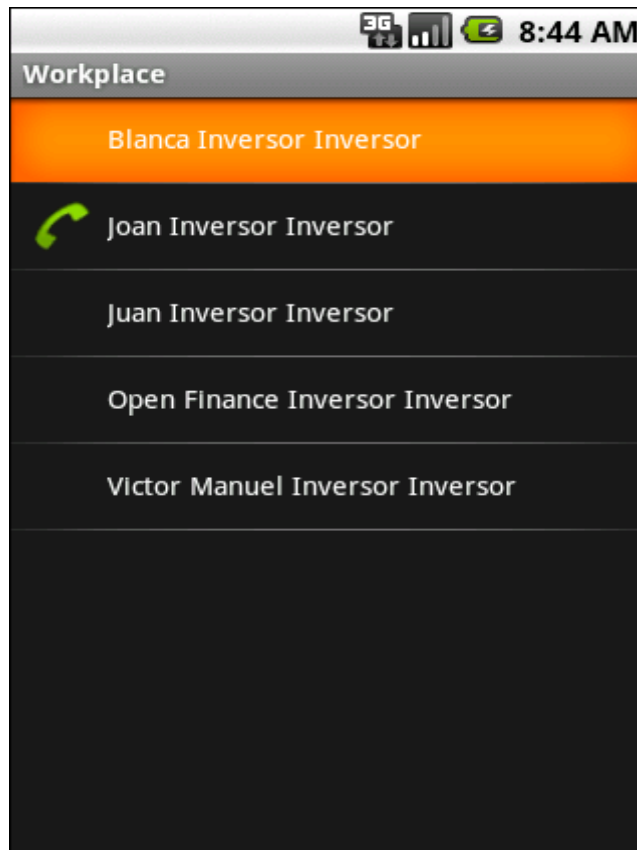 3G 8:44 AM
Workplace
Blanca Inversor Inversor
Joan Inversor Inversor
Juan Inversor Inversor
Open Finance Inversor Inversor
Victor Manuel Inversor Inversor